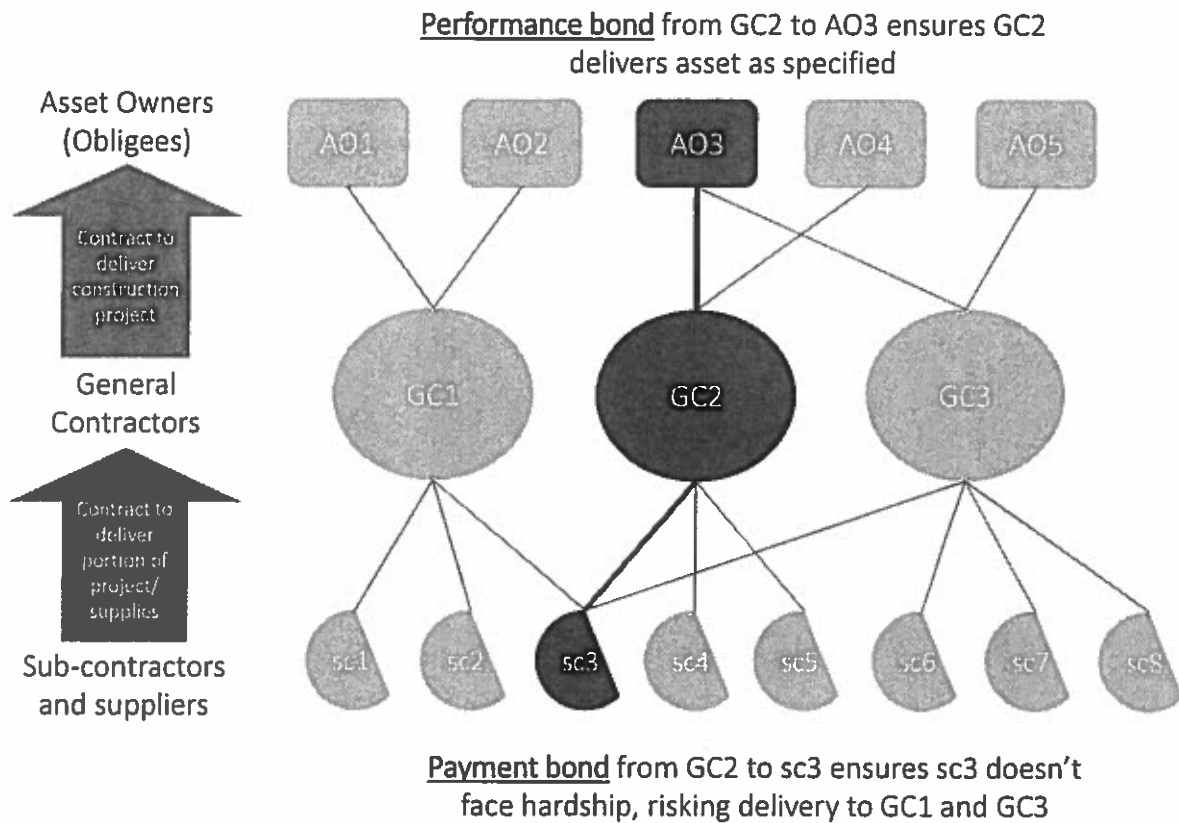 Performance bond from GC2 to AO3 ensures GC2
delivers asset as specified
Asset Owners
(Obligees)
AO1
AO2
AO3
AO4
AO5
Contract to
deliver
construction
project
GC1
GC2
GC3
General
Contractors
Contract to
deliver
portion of
project/
supplies
sc1
sc2
sc3
sc4
sc5
sc6
sc7
sc8
Sub-contractors
and suppliers
Payment bond from GC2 to sc3 ensures sc3 doesn't
face hardship, risking delivery to GC1 and GC3